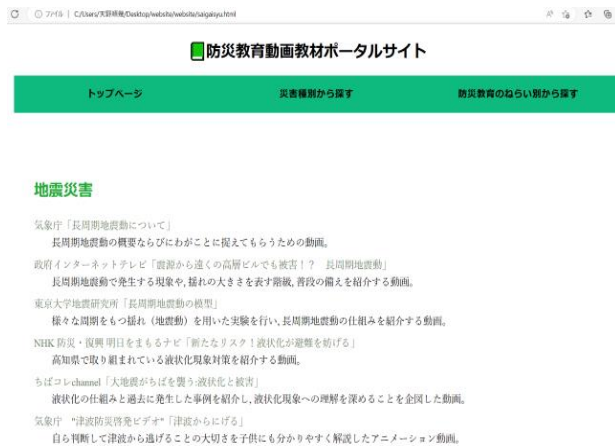 ファイル | C:/Users/天野嶺幾/Desktop/website/website/saigaisyu.html
防災教育動画教材ポータルサイト
トップページ 災害種別から探す 防災教育のねらい別から探す
地震災害
気象庁「長周期地震動について」
長周期地震動の概要ならびにわがことに捉えてもらうための動画。
政府インターネットテレビ「震源から遠くの高層ビルでも被害!? 長周期地震動」
長周期地震動で発生する現象や, 揺れの大きさを表す階級, 普段の備えを紹介する動画。
東京大学地震研究所「長周期地震動の模型」
様々な周期をもつ揺れ(地震動)を用いた実験を行い, 長周期地震動の仕組みを紹介する動画。
NHK 防災・復興 明日をまもるナビ「新たなリスク!液状化が避難を妨げる」
高知県で取り組まれている液状化現象対策を紹介する動画。
ちばコレchannel「大地震がちばを襲う:液状化と被害」
液状化の仕組みと過去に発生した事例を紹介し, 液状化現象への理解を深めることを企図した動画。
気象庁 "津波防災啓発ビデオ"「津波からにげる」
自ら判断して津波から逃げることの大切さを子供にも分かりやすく解説したアニメーション動画。